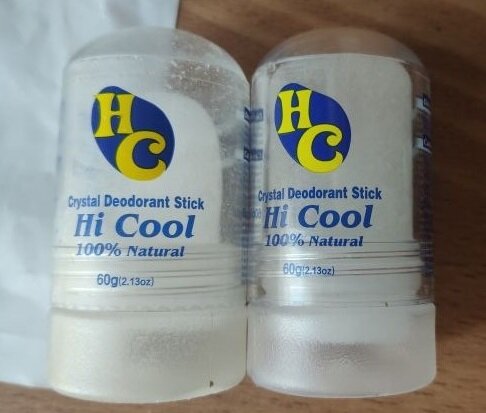 HC
Crystal Deodorant Stick
Hi Cool
100% Natural
60g(2.13oz)
HC
Crystal Deodorant Stick
Hi Cool
100% Natural
60g(2.13oz)